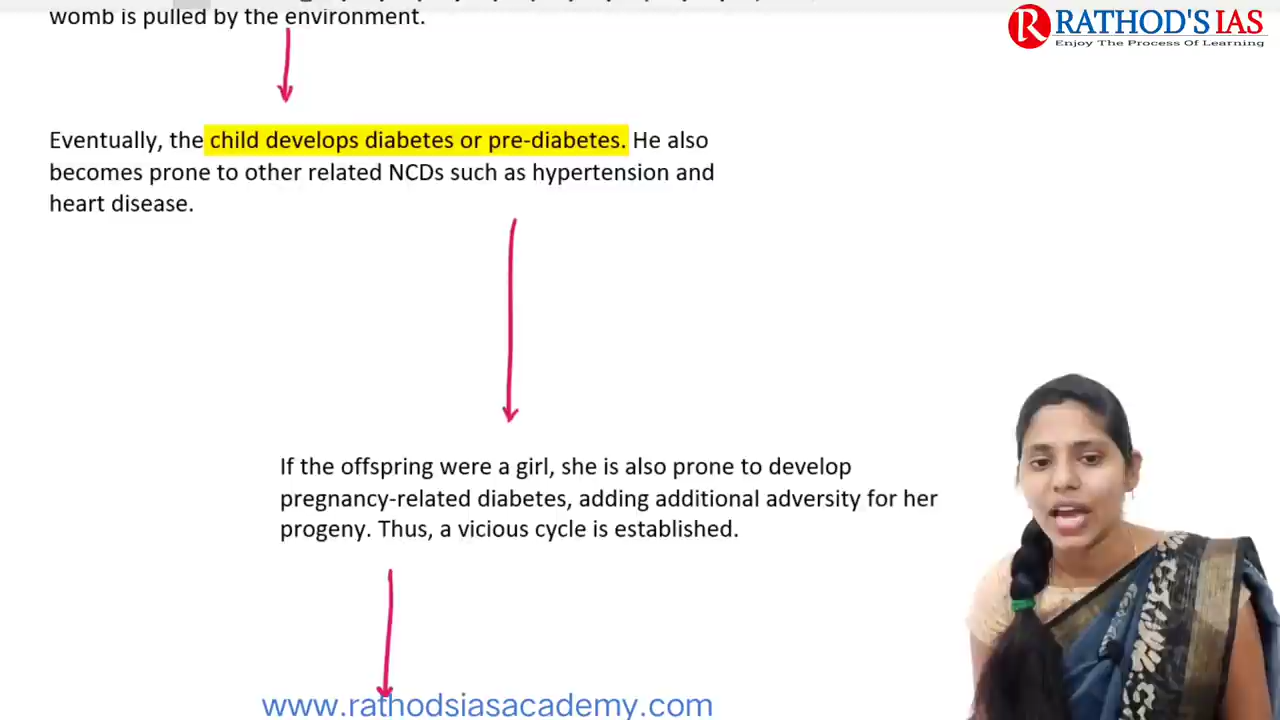 womb is pulled by the environment.
RATHOD'S IAS
Enjoy The Process Of Learning
Eventually, the child develops diabetes or pre-diabetes. He also
becomes prone to other related NCDs such as hypertension and
heart disease.
If the offspring were a girl, she is also prone to develop
pregnancy-related diabetes, adding additional adversity for her
progeny. Thus, a vicious cycle is established.
www.rathodsiasacademy.com